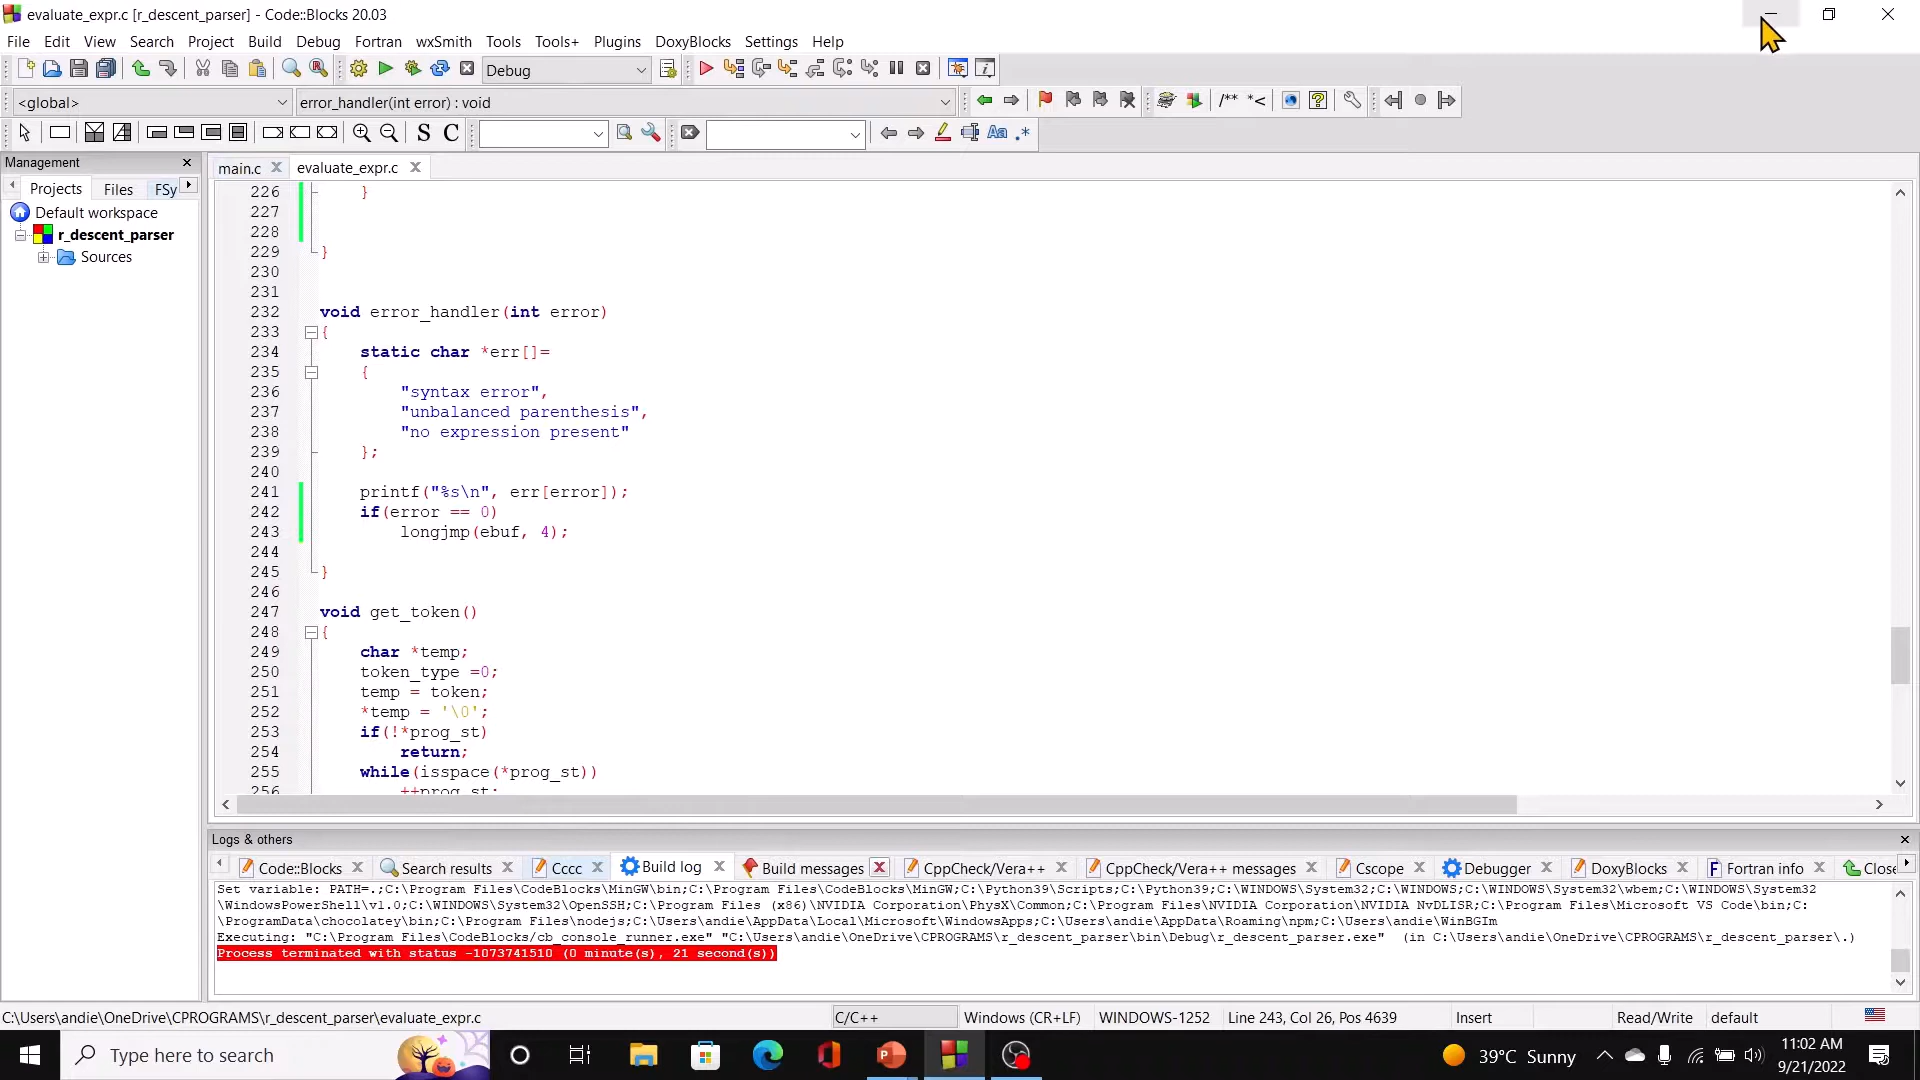 evaluate_expr.c [r_descent_parser] - Code::Blocks 20.03
File Edit View Search Project Build Debug Fortran wxSmith Tools Tools+ Plugins DoxyBlocks Settings Help
Debug
<global> error_handler(int error) : void
/** *<
S C Aa .*
Management
main.c evaluate_expr.c
Projects Files FSy
Default workspace
r_descent_parser
Sources
226 }
227
228
229 }
230
231
232 void error_handler(int error)
233 {
234 static char *err[]=
235 {
236 "syntax error",
237 "unbalanced parenthesis",
238 "no expression present"
239 };
240
241 printf("%s\n", err[error]);
242 if(error == 0)
243 longjmp(ebuf, 4);
244
245 }
246
247 void get_token()
248 {
249 char *temp;
250 token_type =0;
251 temp = token;
252 *temp = '\0';
253 if(!*prog_st)
254 return;
255 while(isspace(*prog_st))
256 ++prog_st;
Logs & others
Code::Blocks Search results Cccc Build log Build messages CppCheck/Vera++ CppCheck/Vera++ messages Cscope Debugger DoxyBlocks Fortran info Close
Set variable: PATH=.;C:\Program Files\CodeBlocks\MinGW\bin;C:\Program Files\CodeBlocks\MinGW;C:\Python39\Scripts;C:\Python39;C:\WINDOWS\System32;C:\WINDOWS;C:\WINDOWS\System32\wbem;C:\WINDOWS\System32
\WindowsPowerShell\v1.0;C:\WINDOWS\System32\OpenSSH;C:\Program Files (x86)\NVIDIA Corporation\PhysX\Common;C:\Program Files\NVIDIA Corporation\NVIDIA NvDLISR;C:\Program Files\Microsoft VS Code\bin;C:
\ProgramData\chocolatey\bin;C:\Program Files\nodejs;C:\Users\andie\AppData\Local\Microsoft\WindowsApps;C:\Users\andie\AppData\Roaming\npm;C:\Users\andie\WinBGIm
Executing: "C:\Program Files\CodeBlocks/cb_console_runner.exe" "C:\Users\andie\OneDrive\CPROGRAMS\r_descent_parser\bin\Debug\r_descent_parser.exe" (in C:\Users\andie\OneDrive\CPROGRAMS\r_descent_parser\.)
Process terminated with status -1073741510 (0 minute(s), 21 second(s))
C:\Users\andie\OneDrive\CPROGRAMS\r_descent_parser\evaluate_expr.c C/C++ Windows (CR+LF) WINDOWS-1252 Line 243, Col 26, Pos 4639 Insert Read/Write default
Type here to search
39°C Sunny
11:02 AM
9/21/2022